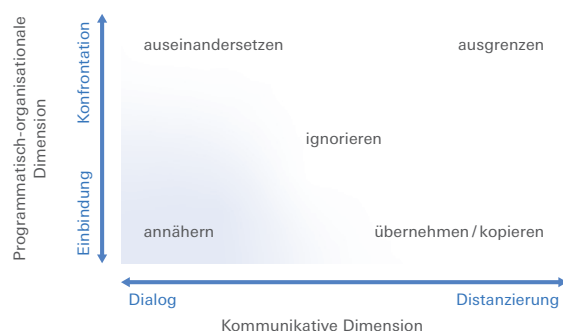 Programmatisch-organisationale
Dimension
Konfrontation
Einbindung
auseinandersetzen
ausgrenzen
ignorieren
annähern
übernehmen / kopieren
Dialog
Distanzierung
Kommunikative Dimension